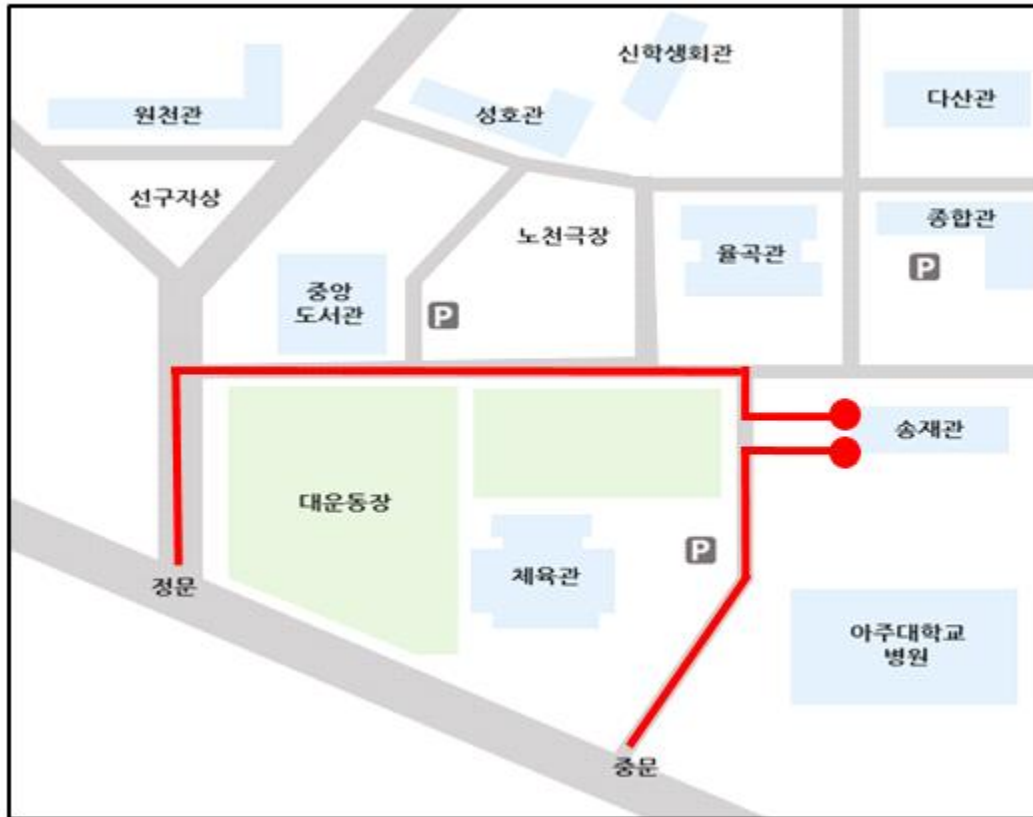 신학생회관
다산관
원천관
성호관
선구자상
종합관
노천극장
율곡관
P
중앙
도서관
P
송재관
대운동장
P
체육관
정문
아주대학교
병원
중문